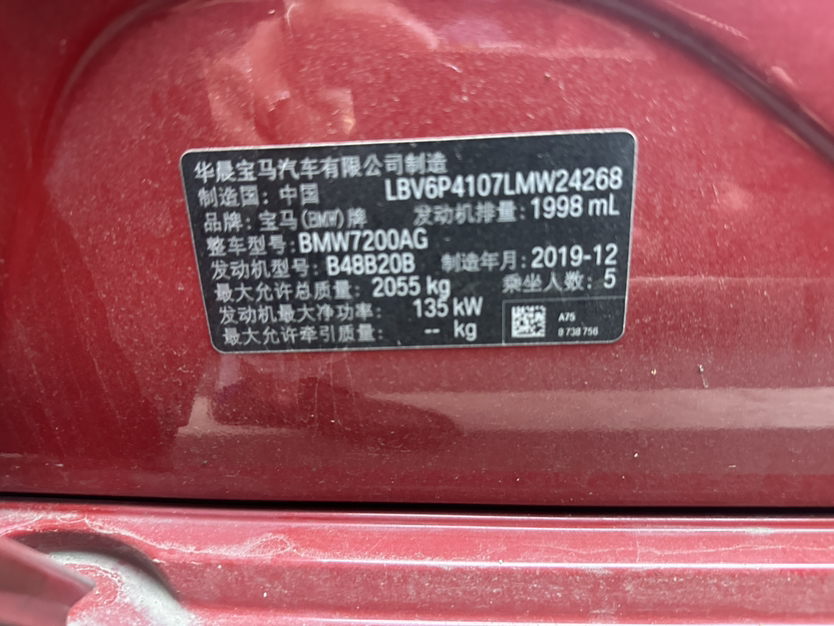 华晨宝马汽车有限公司制造
制造国：中国 LBV6P4107LMW24268
品牌：宝马(BMW)牌 发动机排量：1998 mL
整车型号：BMW7200AG
发动机型号：B48B20B 制造年月：2019-12
最大允许总质量：2055 kg 乘坐人数：5
发动机最大净功率：135 kW
最大允许牵引质量：-- kg
A75
8 738 756